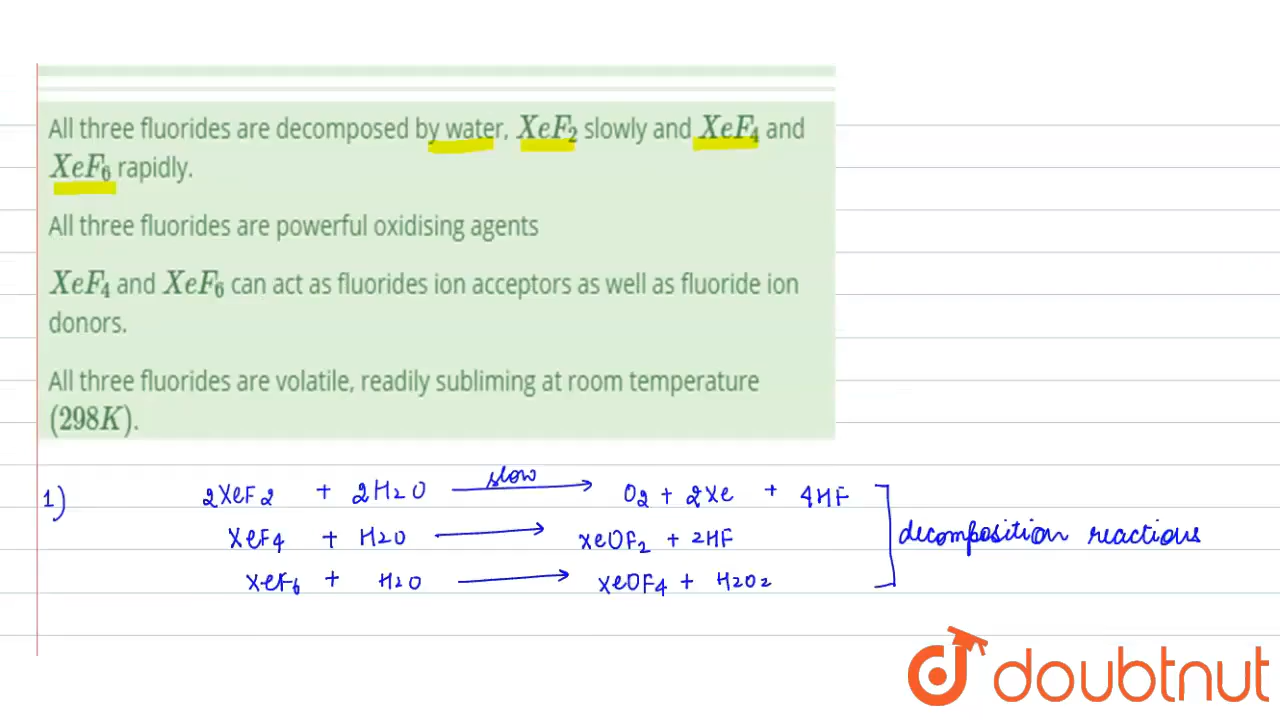 All three fluorides are decomposed by water, XeF₂ slowly and XeF₄ and
XeF₆ rapidly.
All three fluorides are powerful oxidising agents
XeF₄ and XeF₆ can act as fluorides ion acceptors as well as fluoride ion
donors.
All three fluorides are volatile, readily subliming at room temperature
(298K).
1) 2XeF₂ + 2H₂O —slow→ O₂ + 2Xe + 4HF
XeF₄ + H₂O → XeOF₂ + 2HF
decomposition reactions
XeF₆ + H₂O → XeOF₄ + H₂O₂
doubtnut